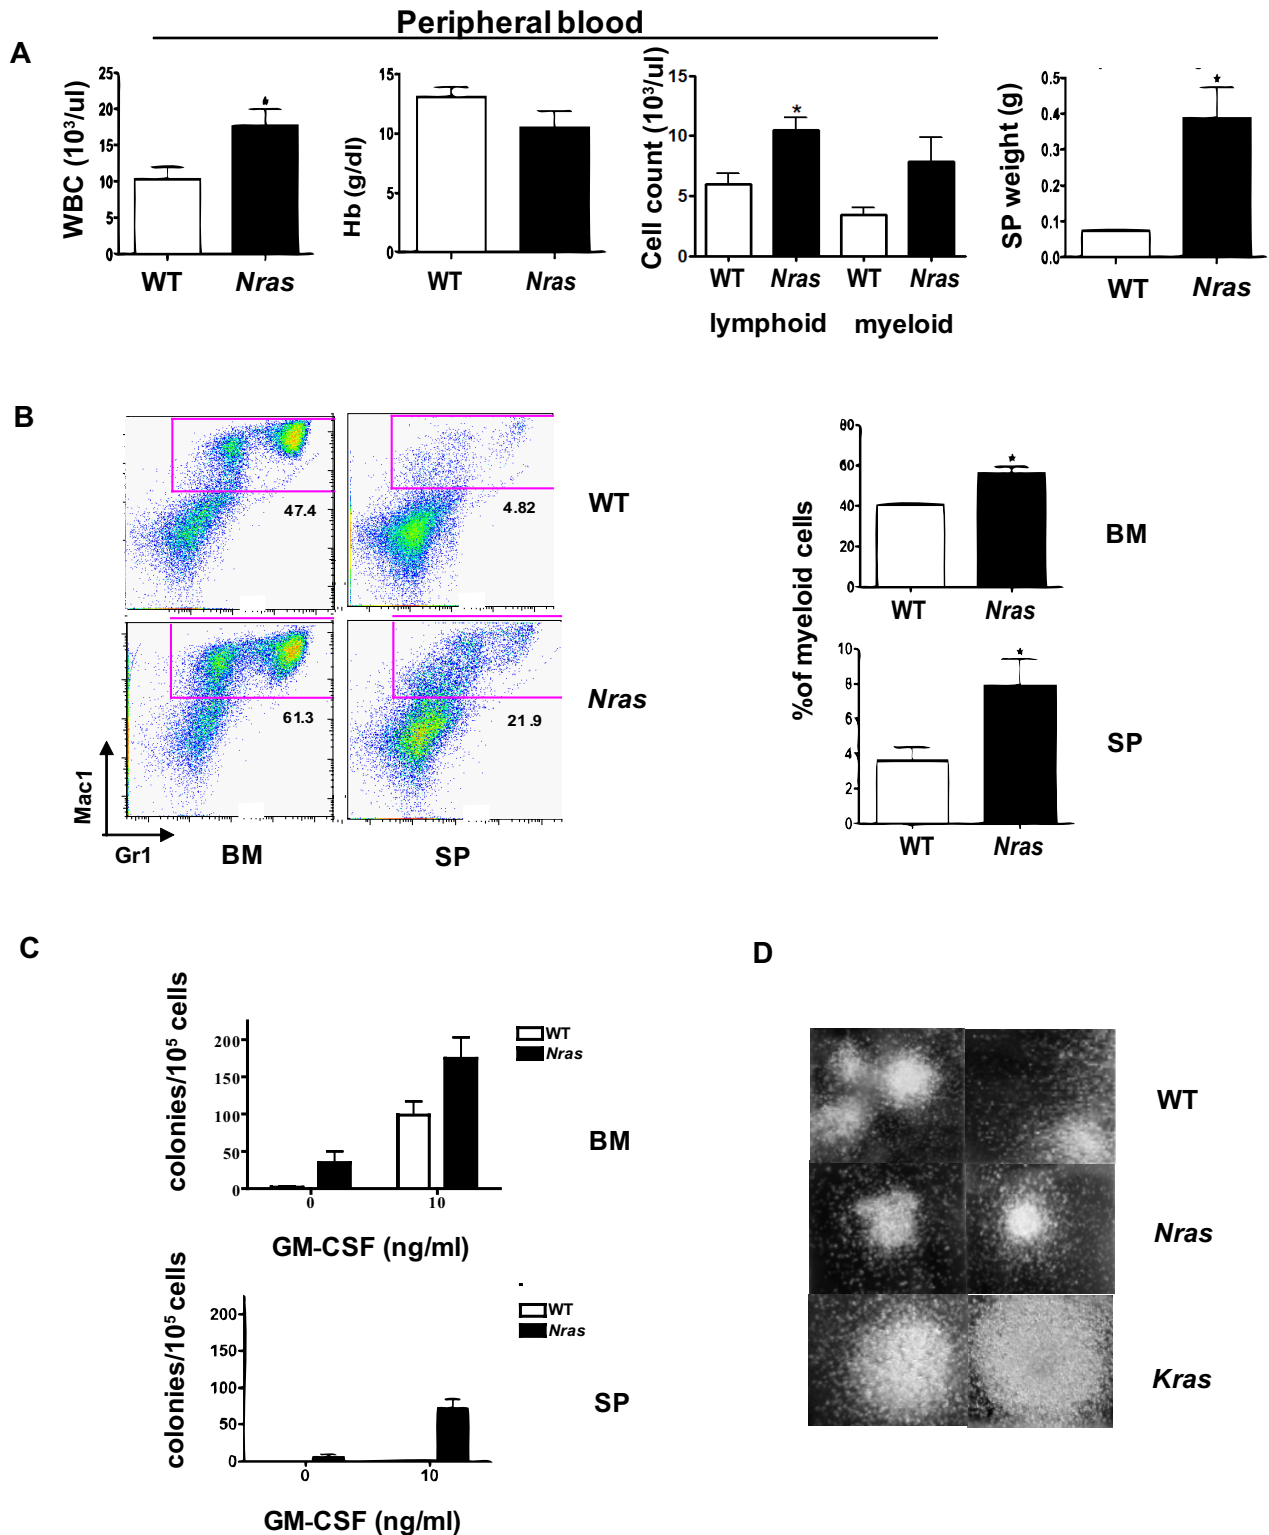 Peripheral blood
A
WBC (10³/ul)
25
20
15
10
5
0
WT
Nras
*
Hb (g/dl)
15
10
5
0
WT
Nras
Cell count (10³/ul)
15
10
5
0
*
WT
Nras
WT
Nras
lymphoid
myeloid
SP weight (g)
0.5
0.4
0.3
0.2
0.1
0.0
*
WT
Nras
B
47.4
4.82
WT
61.3
21.9
Nras
Mac1
Gr1
BM
SP
%of myeloid cells
80
60
40
20
0
*
WT
Nras
BM
10
8
6
4
2
0
*
WT
Nras
SP
C
colonies/10⁵ cells
200
150
100
50
0
0
10
GM-CSF (ng/ml)
WT
Nras
BM
colonies/10⁵ cells
200
150
100
50
0
0
10
GM-CSF (ng/ml)
WT
Nras
SP
D
WT
Nras
Kras